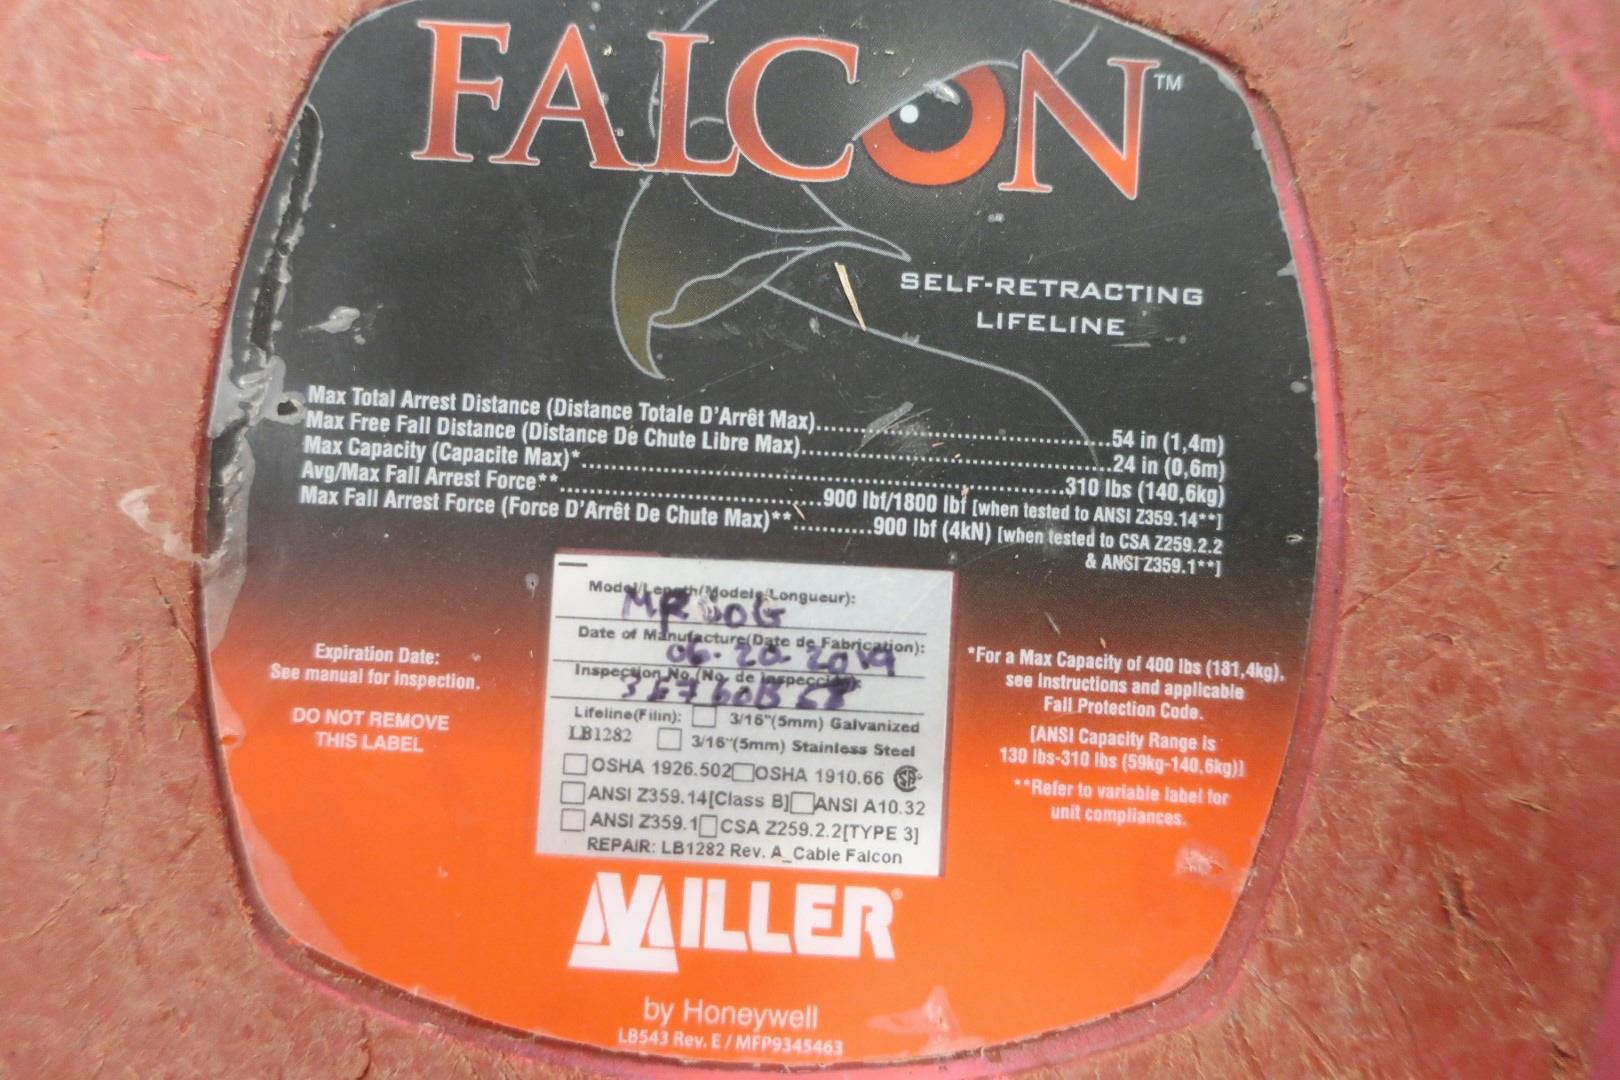 FALCON™
SELF-RETRACTING
LIFELINE
Max Total Arrest Distance (Distance Totale D'Arrêt Max)..........54 in (1,4m)
Max Free Fall Distance (Distance De Chute Libre Max)..........24 in (0,6m)
Max Capacity (Capacite Max)*..........310 lbs (140,6kg)
Avg/Max Fall Arrest Force**..........900 lbf/1800 lbf [when tested to ANSI Z359.14**]
Max Fall Arrest Force (Force D'Arrêt De Chute Max)**..........900 lbf (4kN) [when tested to CSA Z259.2.2
& ANSI Z359.1**]
Expiration Date:
See manual for inspection.
DO NOT REMOVE
THIS LABEL
Model/Length(Modele/Longueur):
Date of Manufacture(Date de Fabrication):
06-20-2019
Inspection No.(No. de Inspeccion):
Lifeline(Filin): 3/16"(5mm) Galvanized
LB1282 3/16"(5mm) Stainless Steel
OSHA 1926.502 OSHA 1910.66
ANSI Z359.14[Class B] ANSI A10.32
ANSI Z359.1 CSA Z259.2.2[TYPE 3]
REPAIR: LB1282 Rev. A_Cable Falcon
*For a Max Capacity of 400 lbs (181,4kg),
see instructions and applicable
Fall Protection Code.
[ANSI Capacity Range is
130 lbs-310 lbs (59kg-140,6kg)]
**Refer to variable label for
unit compliances.
MILLER®
by Honeywell
LB543 Rev. E / MFP9345463